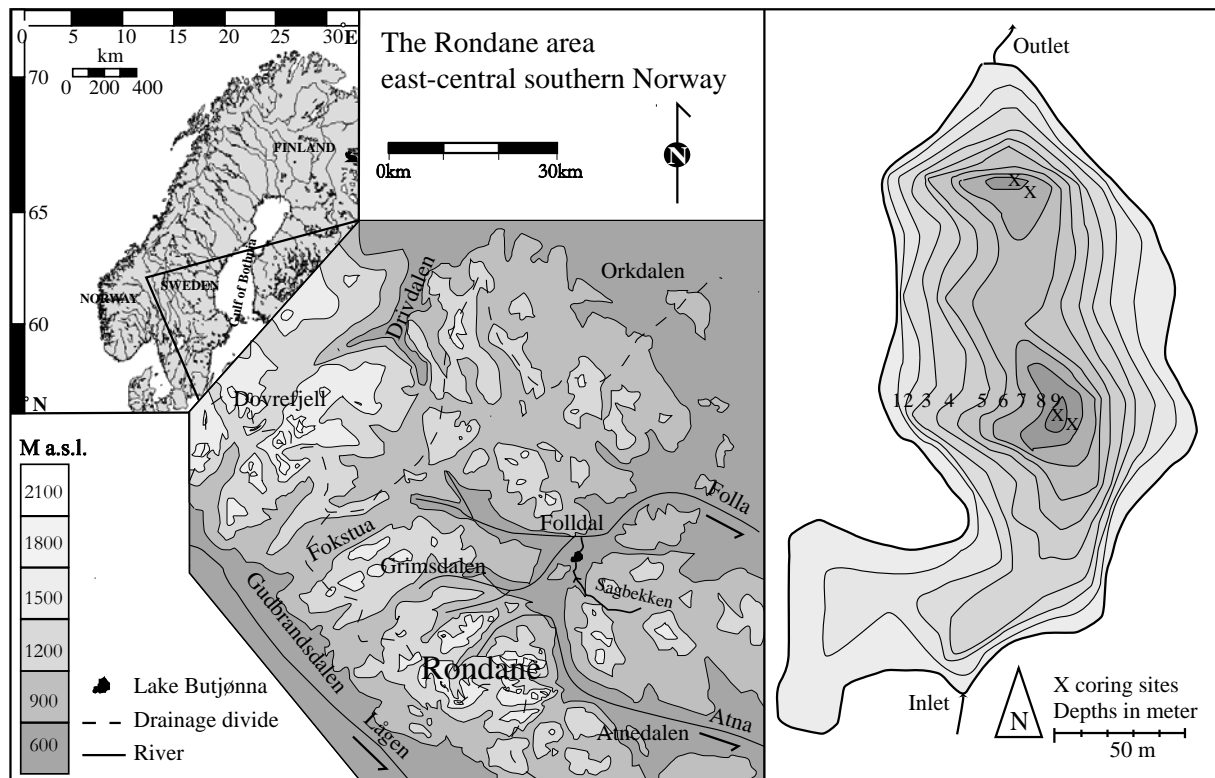 0 5 10 15 20 25 30°E
km
0 200 400
70
65
60
°N
FINLAND
SWEDEN
NORWAY
Gulf of Bothnia
The Rondane area
east-central southern Norway
0km 30km
N
Orkdalen
Drivdalen
Dovrefjell
Folla
Folldal
Fokstua
Grimsdalen
Sagbekken
Gudbrandsdalen
Rondane
Atna
Atnedalen
Lågen
M a.s.l.
2100
1800
1500
1200
900
600
Lake Butjønna
Drainage divide
River
Outlet
X
X
1 2 3 4 5 6 7 8 9
X
X
Inlet
N
X coring sites
Depths in meter
50 m